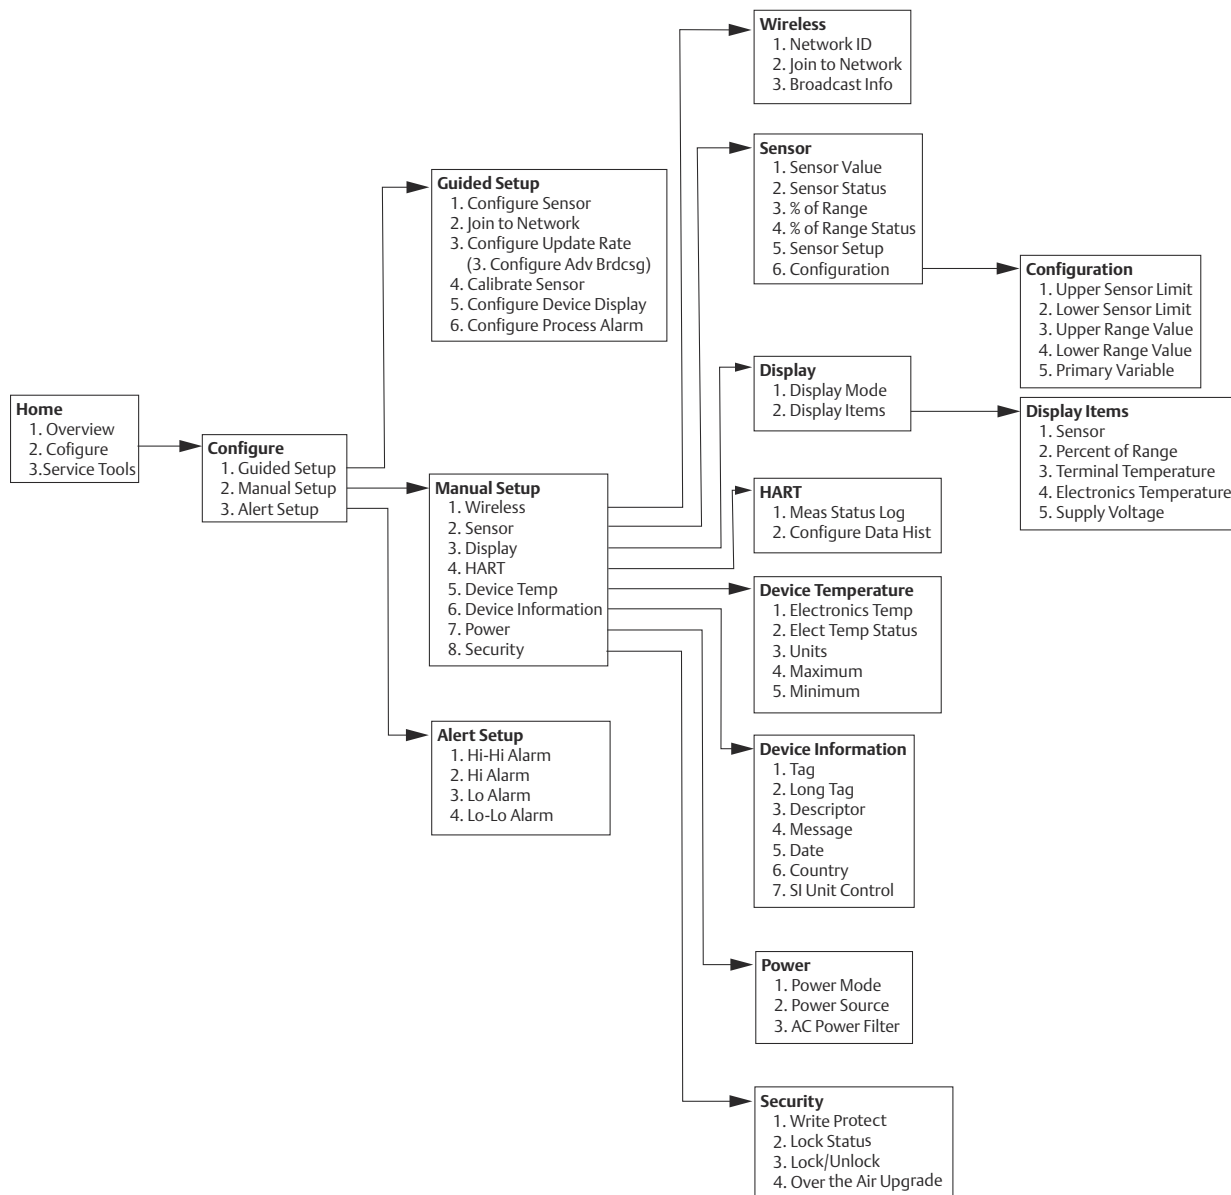 Home
1. Overview
2. Cofigure
3.Service Tools
Configure
1. Guided Setup
2. Manual Setup
3. Alert Setup
Guided Setup
1. Configure Sensor
2. Join to Network
3. Configure Update Rate
(3. Configure Adv Brdcsg)
4. Calibrate Sensor
5. Configure Device Display
6. Configure Process Alarm
Manual Setup
1. Wireless
2. Sensor
3. Display
4. HART
5. Device Temp
6. Device Information
7. Power
8. Security
Alert Setup
1. Hi-Hi Alarm
2. Hi Alarm
3. Lo Alarm
4. Lo-Lo Alarm
Wireless
1. Network ID
2. Join to Network
3. Broadcast Info
Sensor
1. Sensor Value
2. Sensor Status
3. % of Range
4. % of Range Status
5. Sensor Setup
6. Configuration
Configuration
1. Upper Sensor Limit
2. Lower Sensor Limit
3. Upper Range Value
4. Lower Range Value
5. Primary Variable
Display
1. Display Mode
2. Display Items
Display Items
1. Sensor
2. Percent of Range
3. Terminal Temperature
4. Electronics Temperature
5. Supply Voltage
HART
1. Meas Status Log
2. Configure Data Hist
Device Temperature
1. Electronics Temp
2. Elect Temp Status
3. Units
4. Maximum
5. Minimum
Device Information
1. Tag
2. Long Tag
3. Descriptor
4. Message
5. Date
6. Country
7. SI Unit Control
Power
1. Power Mode
2. Power Source
3. AC Power Filter
Security
1. Write Protect
2. Lock Status
3. Lock/Unlock
4. Over the Air Upgrade